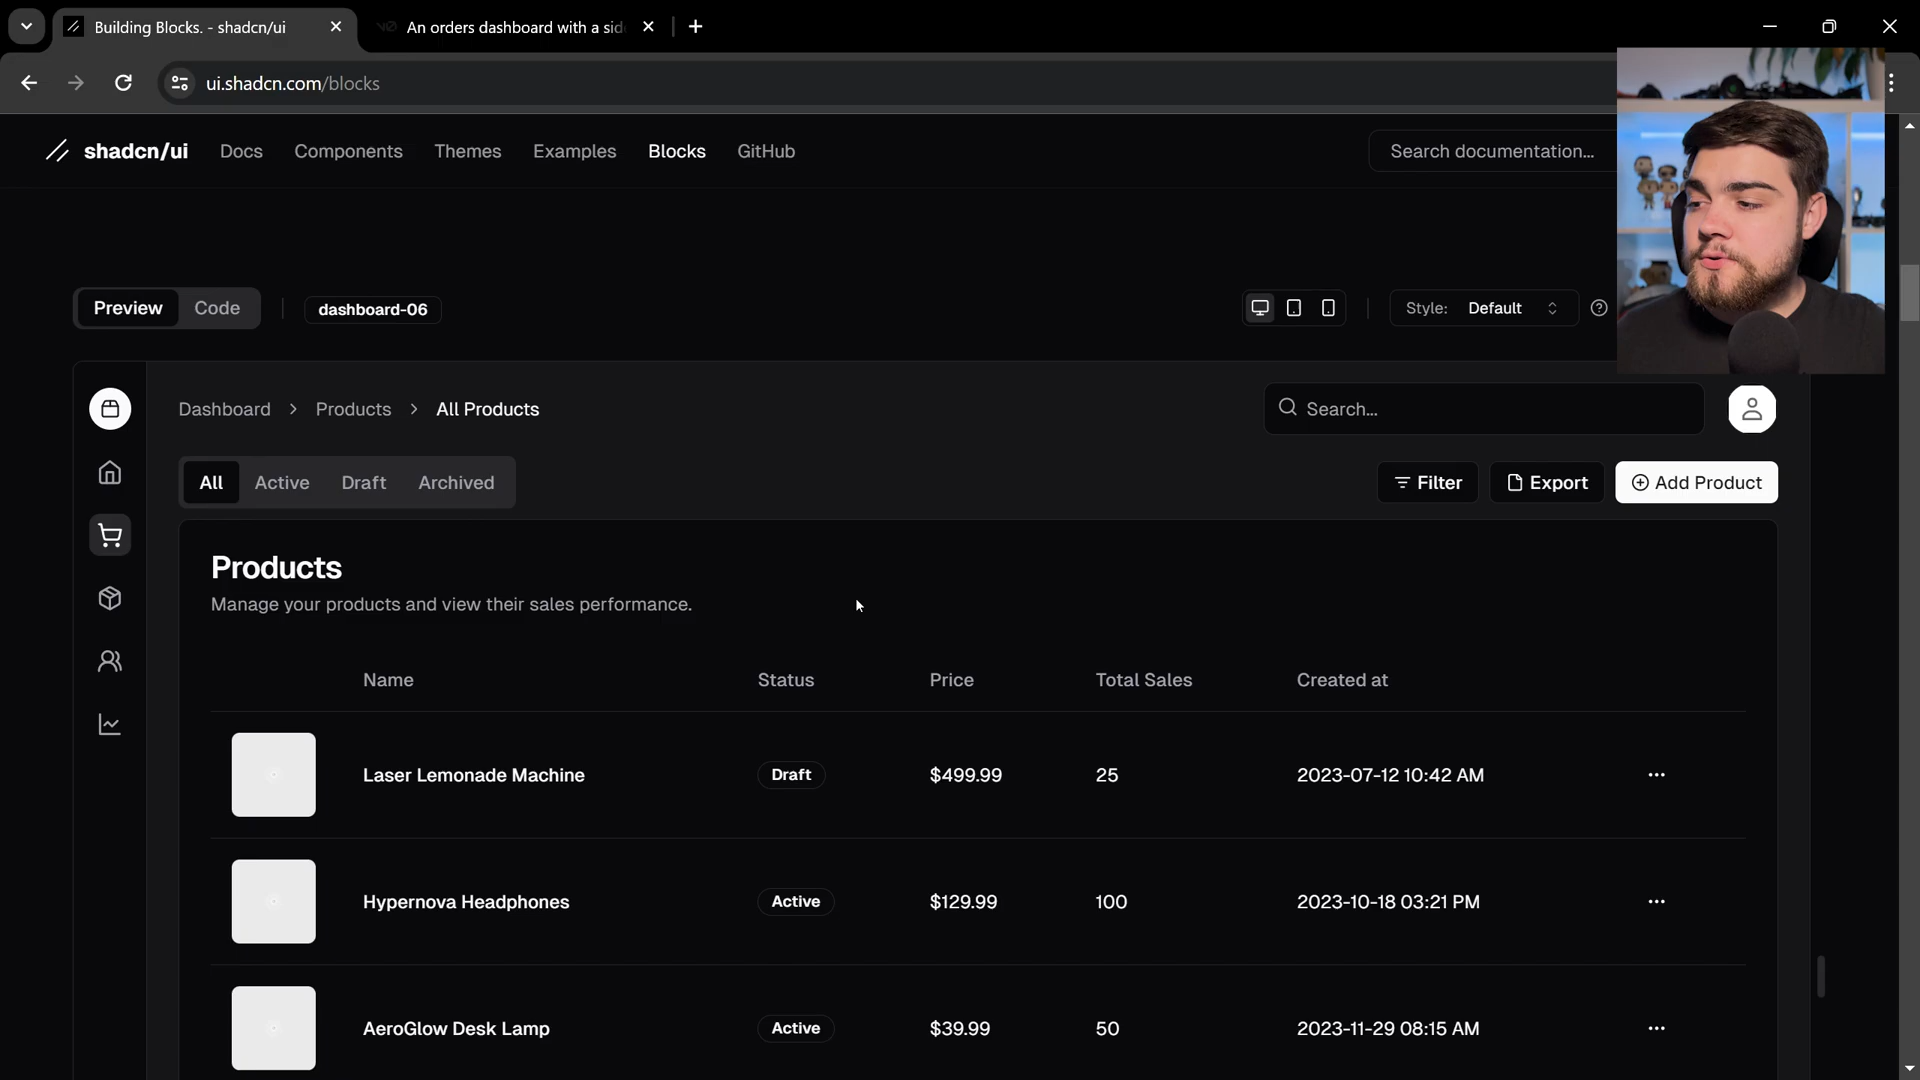 Building Blocks. - shadcn/ui
An orders dashboard with a sid
ui.shadcn.com/blocks
shadcn/ui Docs Components Themes Examples Blocks GitHub Search documentation...
Preview Code dashboard-06 Style: Default
Dashboard > Products > All Products Search...
All Active Draft Archived Filter Export Add Product
Products
Manage your products and view their sales performance.
Name Status Price Total Sales Created at
Laser Lemonade Machine Draft $499.99 25 2023-07-12 10:42 AM
Hypernova Headphones Active $129.99 100 2023-10-18 03:21 PM
AeroGlow Desk Lamp Active $39.99 50 2023-11-29 08:15 AM